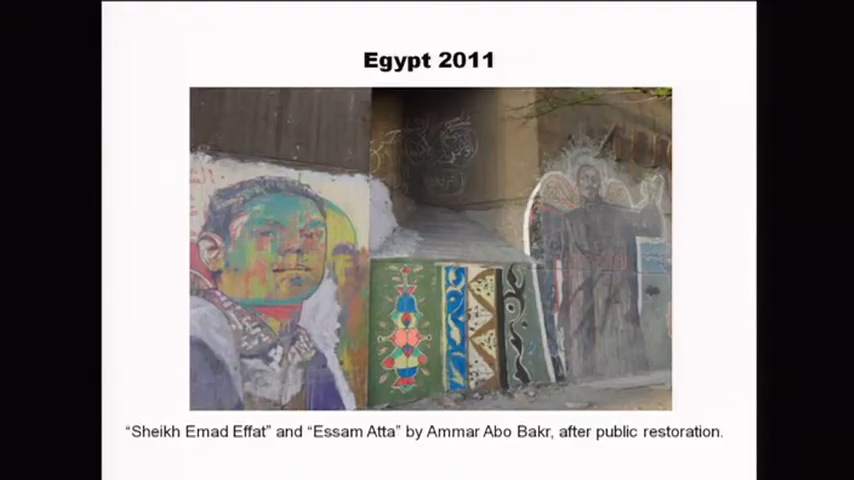 Egypt 2011
“Sheikh Emad Effat” and “Essam Atta” by Ammar Abo Bakr, after public restoration.